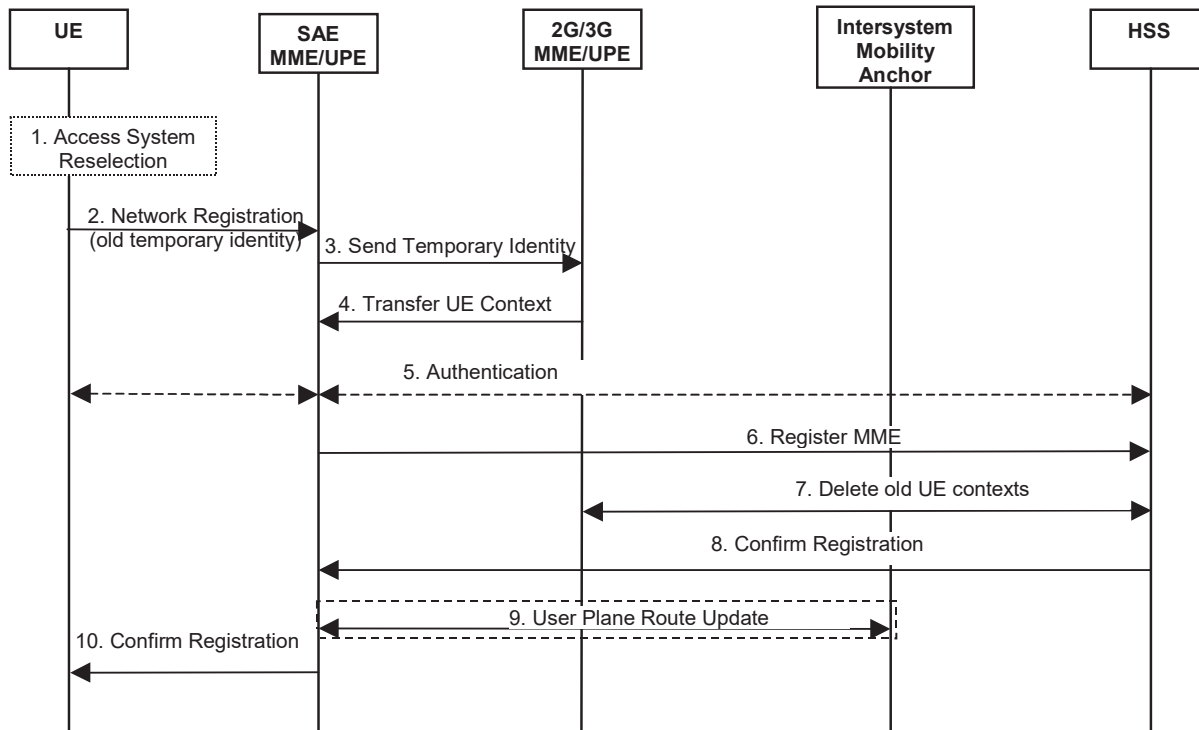 UE
SAE
MME/UPE
2G/3G
MME/UPE
Intersystem
Mobility
Anchor
HSS
1. Access System
Reselection
2. Network Registration
(old temporary identity)
3. Send Temporary Identity
4. Transfer UE Context
5. Authentication
6. Register MME
7. Delete old UE contexts
8. Confirm Registration
9. User Plane Route Update
10. Confirm Registration